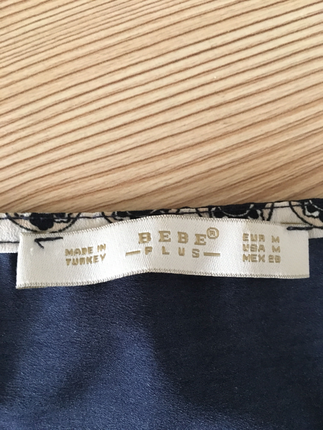 MADE IN
TURKEY
BEBE®
PLUS
EUR M
USA M
MEX 28